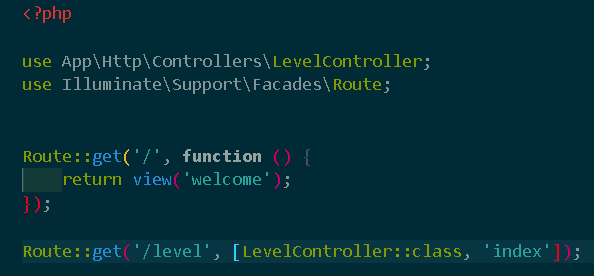 <?php
use App\Http\Controllers\LevelController;
use Illuminate\Support\Facades\Route;
Route::get('/', function () {
    return view('welcome');
});
Route::get('/level', [LevelController::class, 'index']);